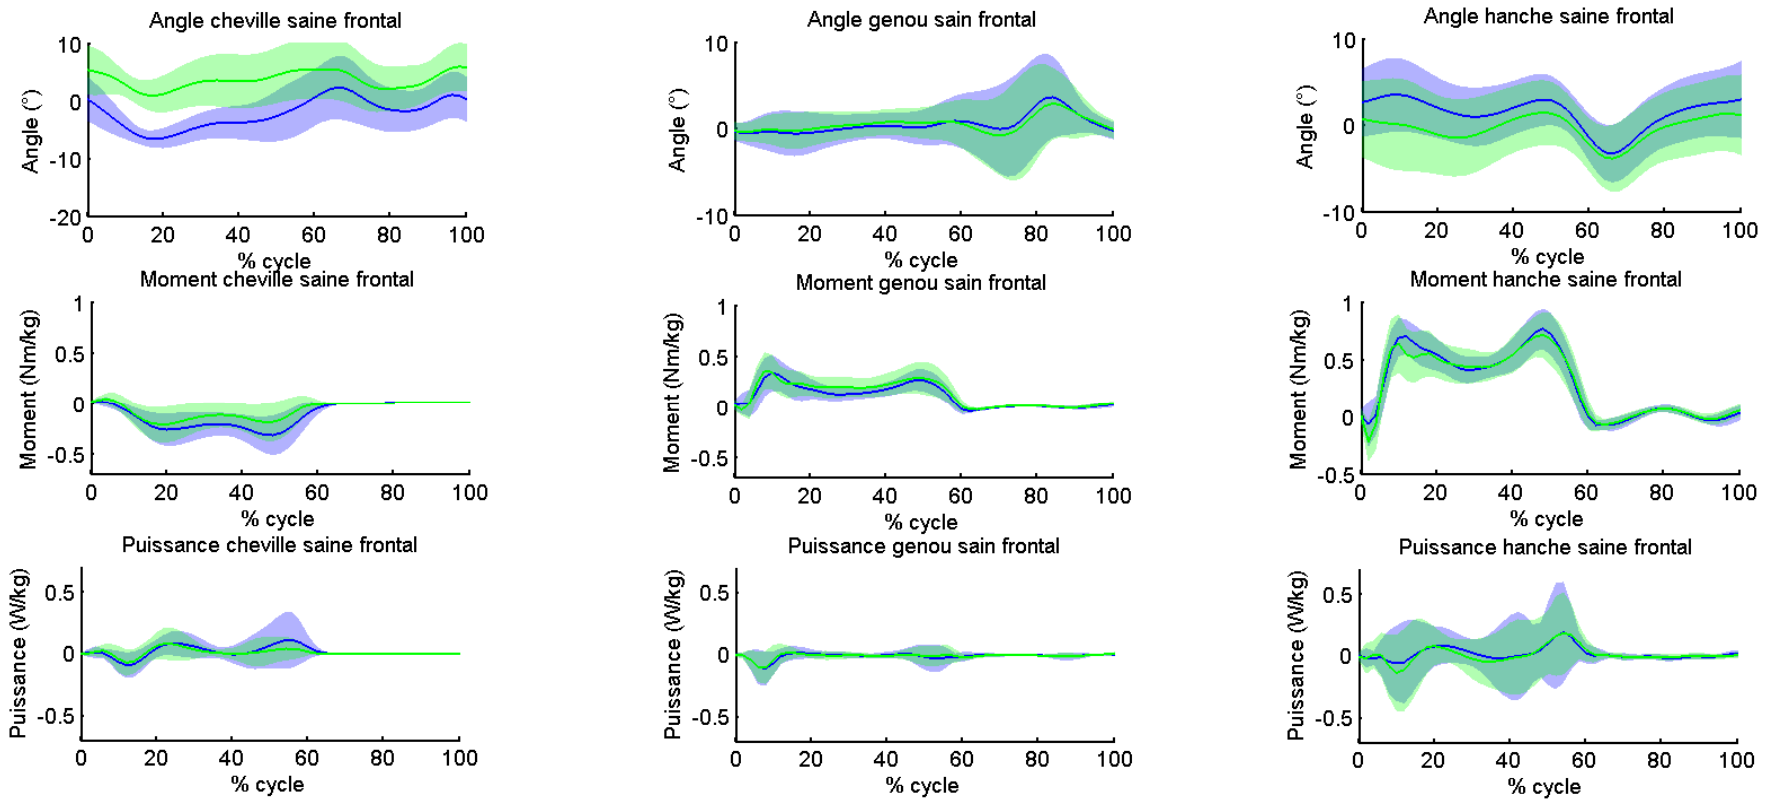 Angle cheville saine frontal
Angle genou sain frontal
Angle hanche saine frontal
Angle (°)
10
0
-10
-20
0 20 40 60 80 100
% cycle
Angle (°)
10
0
-10
0 20 40 60 80 100
% cycle
Angle (°)
10
0
-10
0 20 40 60 80 100
% cycle
Moment cheville saine frontal
Moment genou sain frontal
Moment hanche saine frontal
Moment (Nm/kg)
1
0.5
0
-0.5
0 20 40 60 80 100
% cycle
Moment (Nm/kg)
1
0.5
0
-0.5
0 20 40 60 80 100
% cycle
Moment (Nm/kg)
1
0.5
0
-0.5
0 20 40 60 80 100
% cycle
Puissance cheville saine frontal
Puissance genou sain frontal
Puissance hanche saine frontal
Puissance (W/kg)
0.5
0
-0.5
0 20 40 60 80 100
% cycle
Puissance (W/kg)
0.5
0
-0.5
0 20 40 60 80 100
% cycle
Puissance (W/kg)
0.5
0
-0.5
0 20 40 60 80 100
% cycle